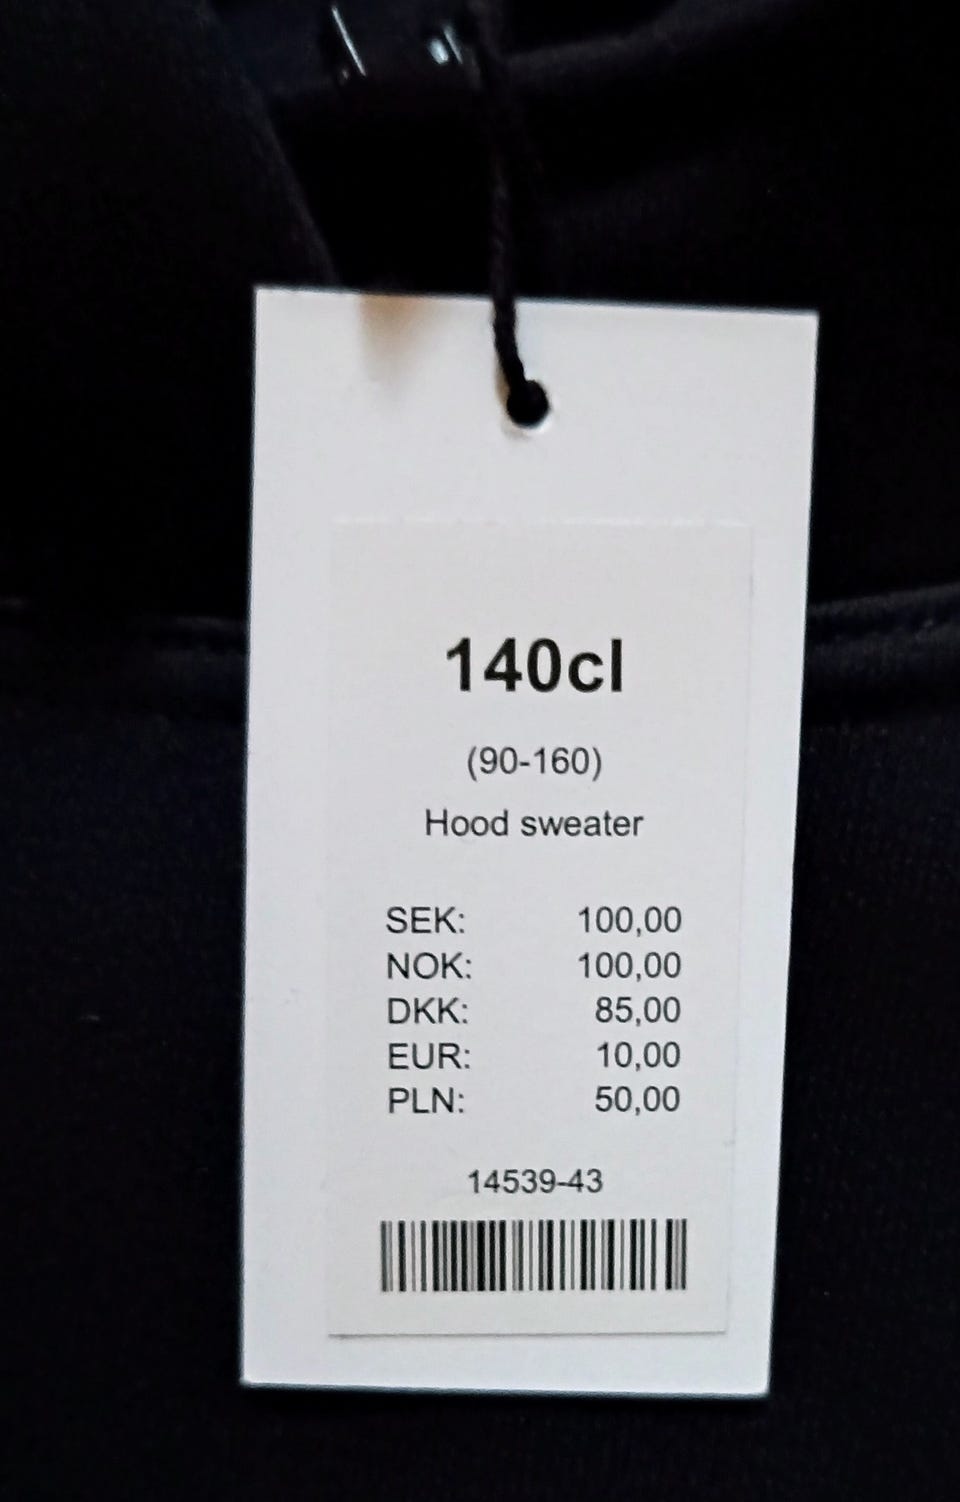 140cl
(90-160)
Hood sweater
SEK: 100,00
NOK: 100,00
DKK: 85,00
EUR: 10,00
PLN: 50,00
14539-43